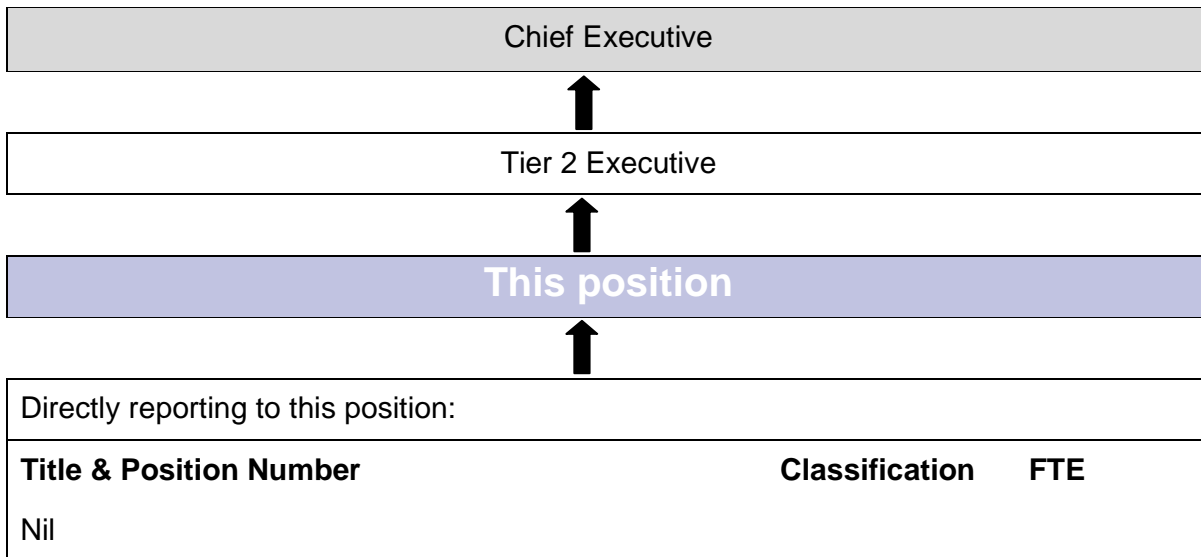 Chief Executive
Tier 2 Executive
This position
Directly reporting to this position:
Title & Position Number Classification FTE
Nil